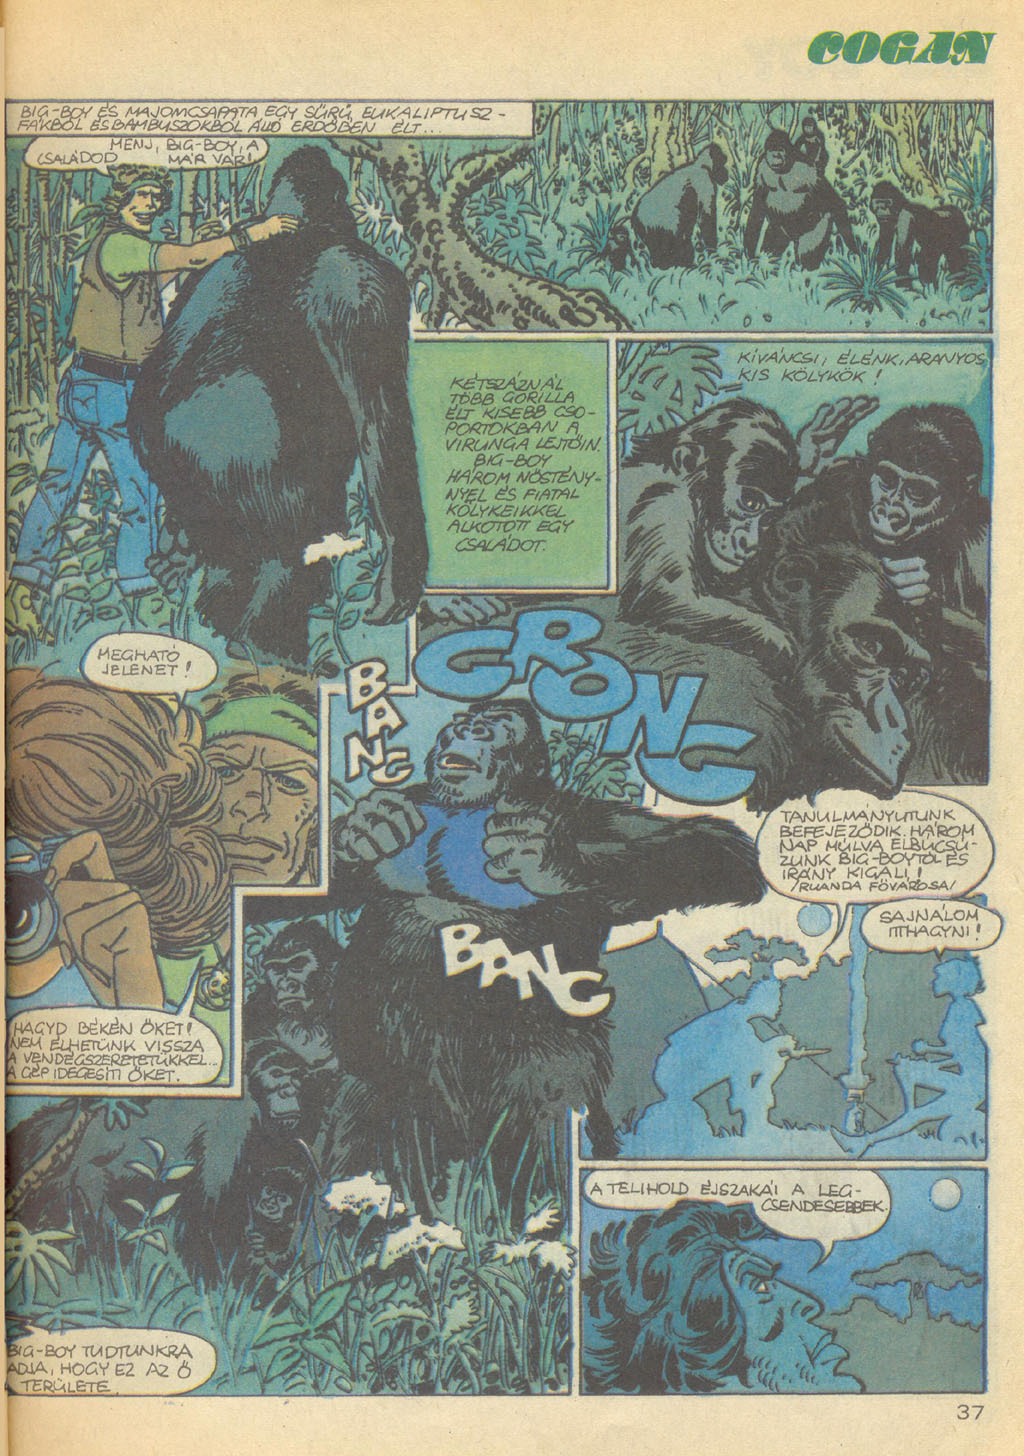 COGAN
BIG-BOY ÉS MAJOMCSAPATA EGY SŰRŰ, EUKALIPTUSZ-
FÁKBÓL ÉS BAMBUSZOKBÓL ÁLLÓ ERDŐBEN ÉLT...
MENJ, BIG-BOY, A
CSALÁDOD MÁR VÁR!
KÉTSZÁZNÁL
TÖBB GORILLA
ÉLT KISEBB CSO-
PORTOKBAN A
VIRUNGA LEJTŐIN.
BIG-BOY
HÁROM NŐSTÉNY-
NYEL ÉS FIATAL
KÖLYKEIKKEL
ALKOTOTT EGY
CSALÁDOT.
KÍVÁNCSI, ÉLÉNK, ARANYOS
KIS KÖLYKÖK!
MEGHATÓ
JELENET!
HAGYD BÉKÉN ŐKET!
NEM ÉLHETÜNK VISSZA
A VENDÉGSZERETETÜKKEL...
A GÉP IDEGESÍTI ŐKET.
CRONG
BANG
BANG
BIG-BOY TUDTUNKRA
ADJA, HOGY EZ AZ Ő
TERÜLETE.
TANULMÁNYUTUNK
BEFEJEZŐDIK. HÁROM
NAP MÚLVA ELBÚCSÚ-
ZUNK BIG-BOYTÓL ÉS
IRÁNY KIGALI!
/RUANDA FŐVÁROSA/
SAJNÁLOM
ITTHAGYNI!
A TELIHOLD ÉJSZAKÁI A LEG-
CSENDESEBBEK.
37